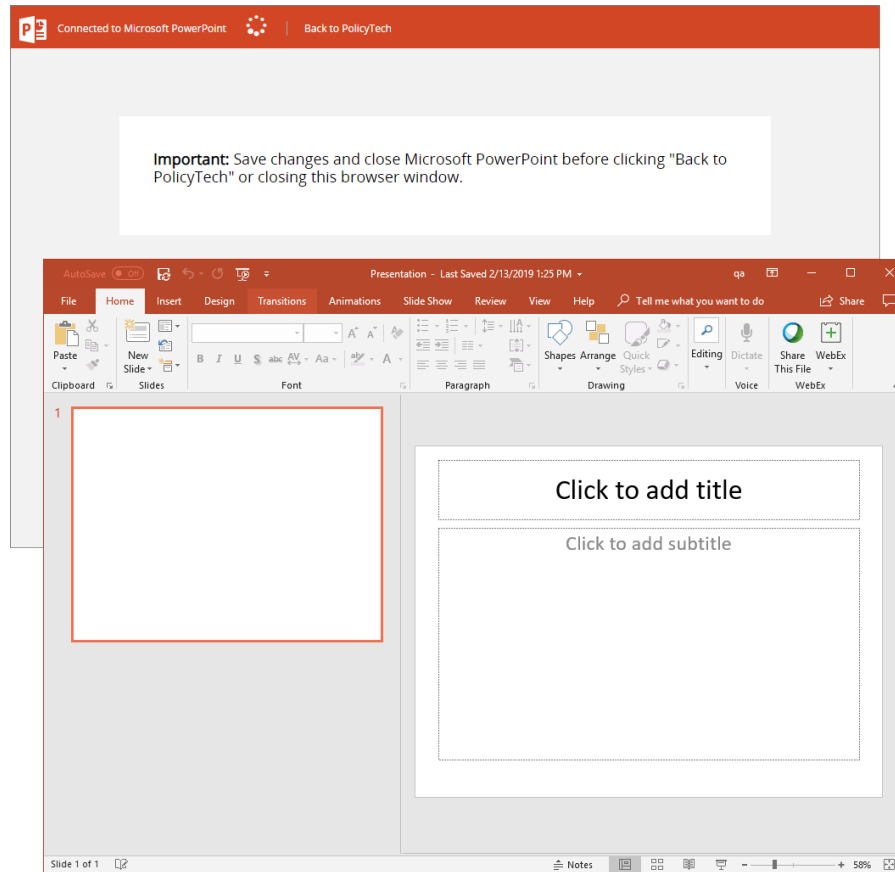 Connected to Microsoft PowerPoint | Back to PolicyTech
Important: Save changes and close Microsoft PowerPoint before clicking "Back to
PolicyTech" or closing this browser window.
AutoSave Off Presentation - Last Saved 2/13/2019 1:25 PM qa
File Home Insert Design Transitions Animations Slide Show Review View Help Tell me what you want to do Share
Paste New Slide B I U S abc AV Aa A Shapes Arrange Quick Styles Editing Dictate Share This File WebEx
Clipboard Slides Font Paragraph Drawing Voice WebEx
1
Click to add title
Click to add subtitle
Slide 1 of 1 Notes - + 58%